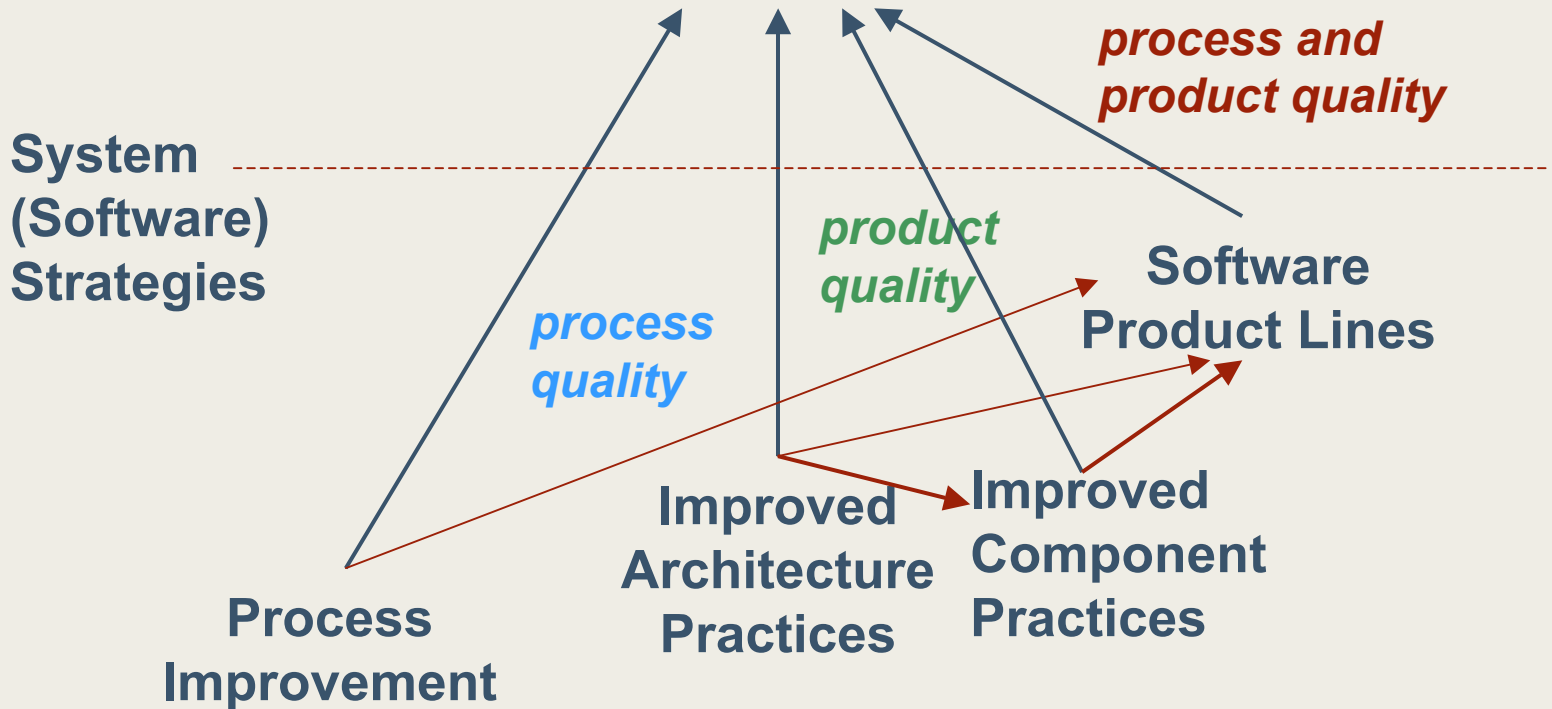 process and
product quality
System
(Software)
Strategies
product
quality
Software
Product Lines
process
quality
Improved
Architecture
Practices
Improved
Component
Practices
Process
Improvement